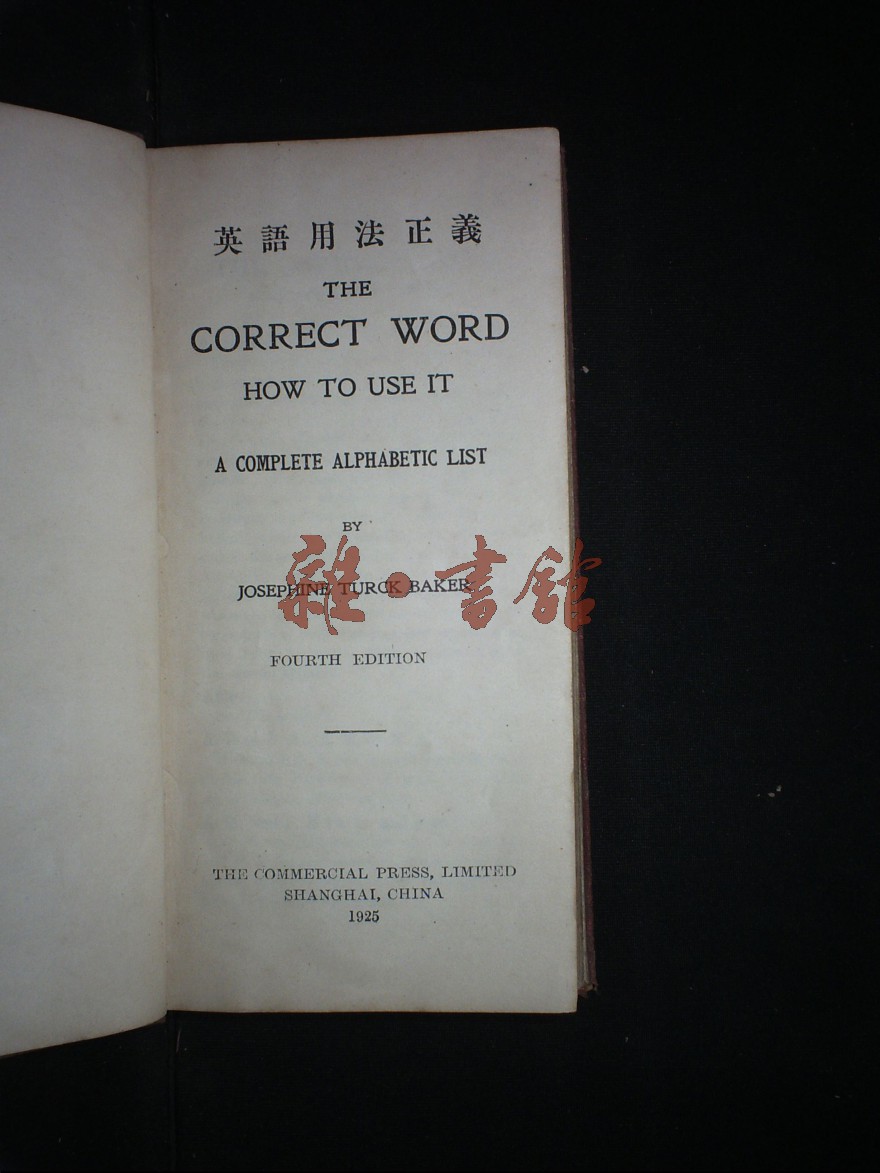 英語用法正義
THE
CORRECT WORD
HOW TO USE IT
A COMPLETE ALPHABETIC LIST
BY
JOSEPHINE TURCK BAKER
雜·書館
FOURTH EDITION
THE COMMERCIAL PRESS, LIMITED
SHANGHAI, CHINA
1925